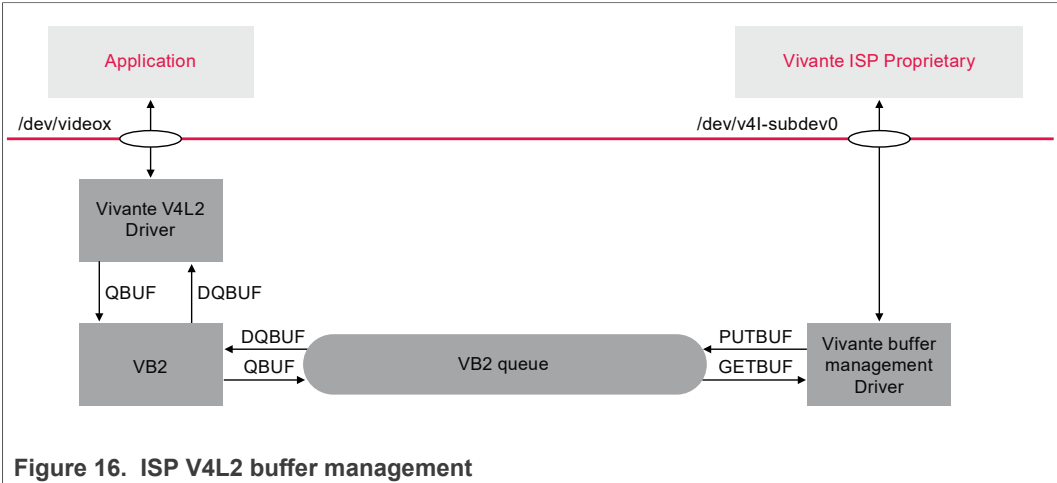 Application
Vivante ISP Proprietary
/dev/videox
/dev/v4l-subdev0
Vivante V4L2
Driver
QBUF
DQBUF
VB2
DQBUF
QBUF
VB2 queue
PUTBUF
GETBUF
Vivante buffer
management
Driver
Figure 16. ISP V4L2 buffer management